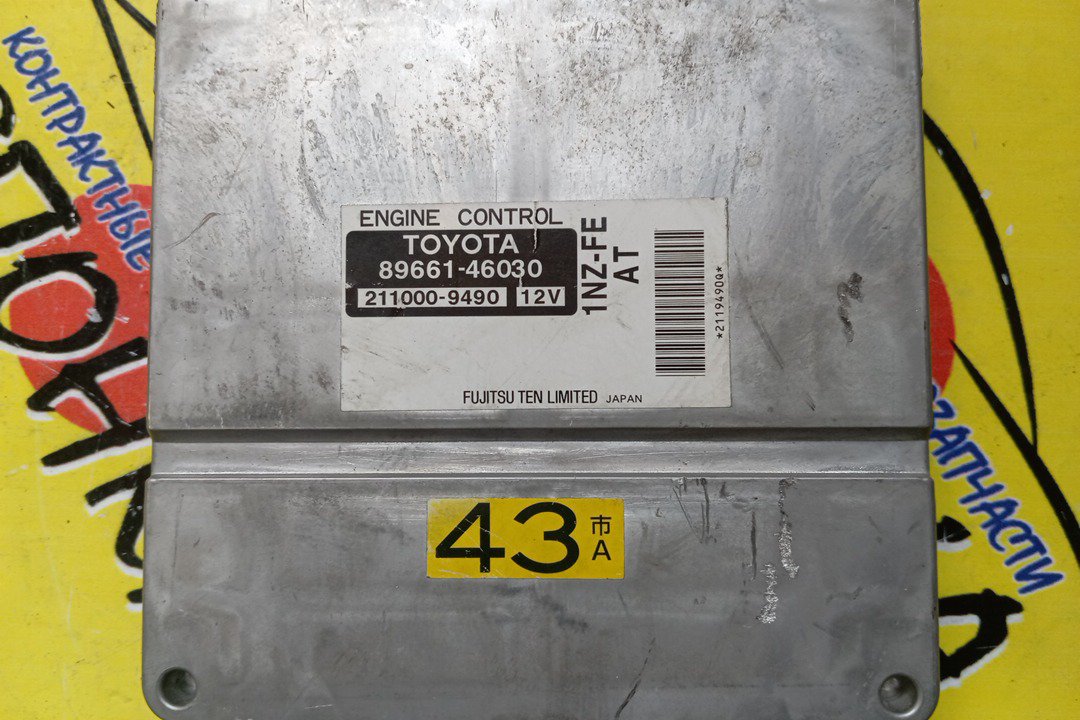 КОНТРАКТНЫЕ
ENGINE CONTROL
TOYOTA
89661-46030
211000-9490 12V
1NZ-FE
AT
*2119490Q*
FUJITSU TEN LIMITED JAPAN
43 市
A
ЗАПЧАСТИ